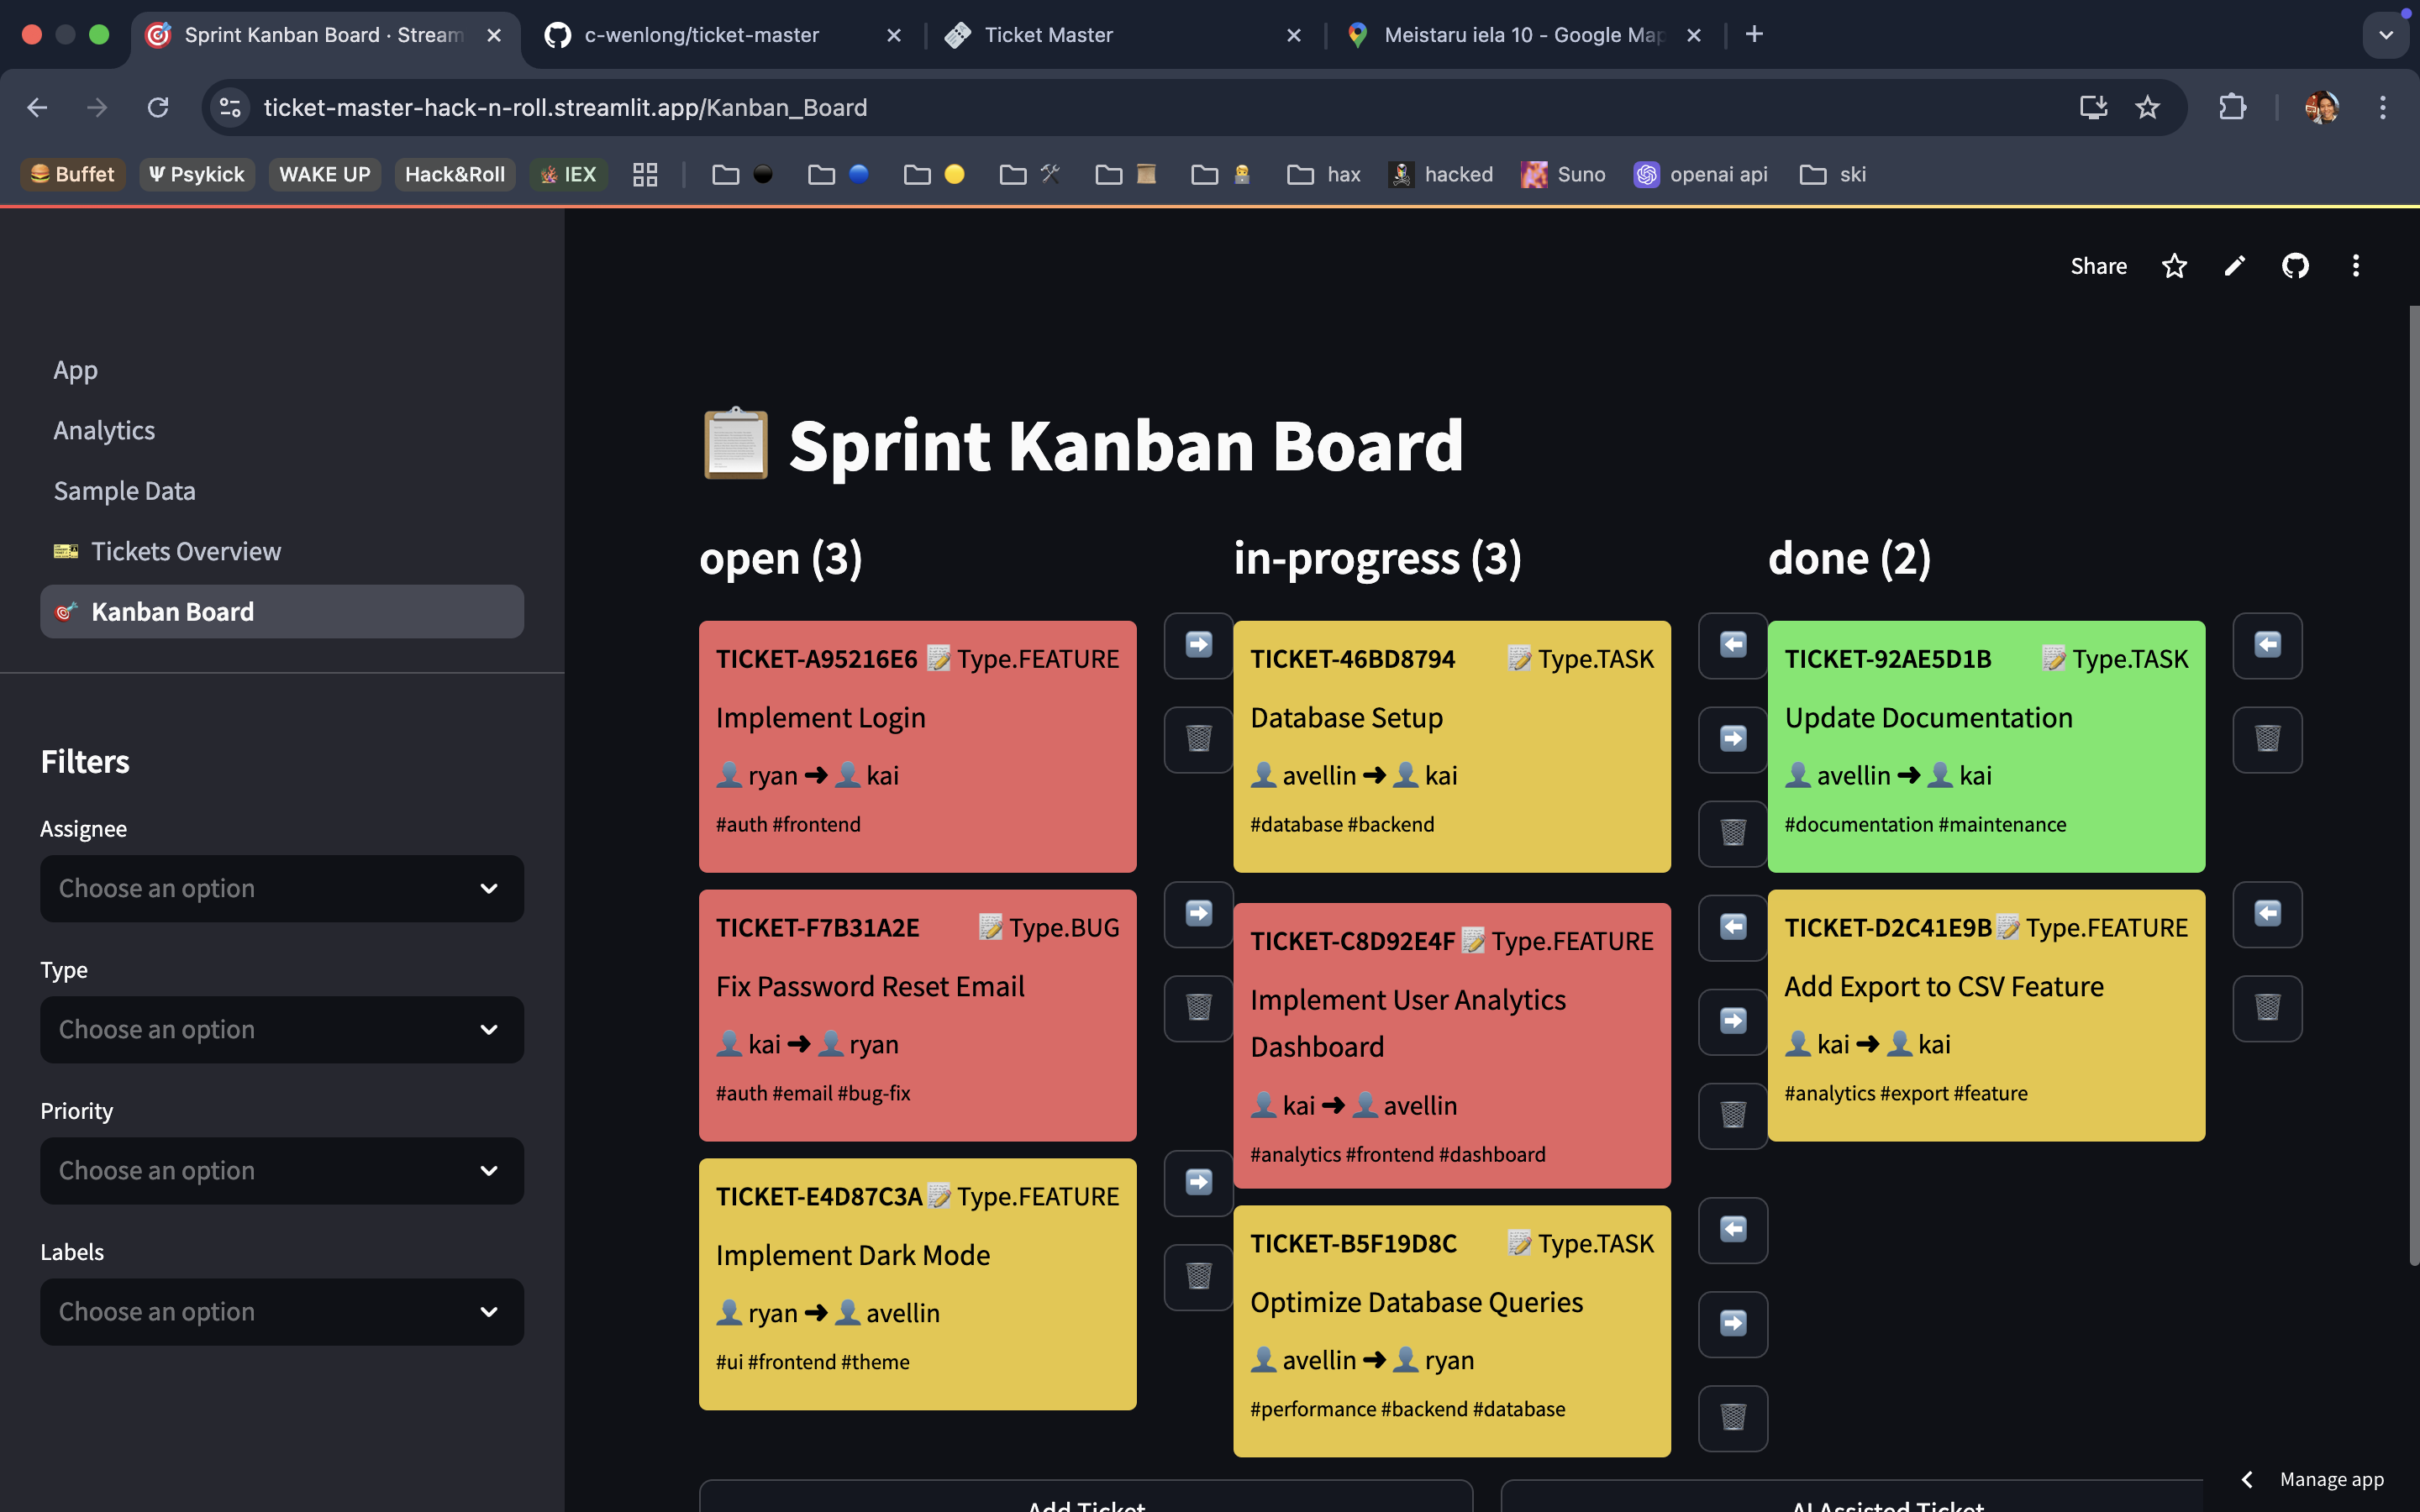 Sprint Kanban Board · Stream
c-wenlong/ticket-master
Ticket Master
Meistaru iela 10 - Google Map
ticket-master-hack-n-roll.streamlit.app/Kanban_Board
Buffet
Ψ Psykick
WAKE UP
Hack&Roll
IEX
hax
hacked
Suno
openai api
ski
Share
App
Analytics
Sample Data
Tickets Overview
Kanban Board
Filters
Assignee
Choose an option
Type
Choose an option
Priority
Choose an option
Labels
Choose an option
Sprint Kanban Board
open (3)
TICKET-A95216E6 Type.FEATURE
Implement Login
ryan ➜ kai
#auth #frontend
TICKET-F7B31A2E Type.BUG
Fix Password Reset Email
kai ➜ ryan
#auth #email #bug-fix
TICKET-E4D87C3A Type.FEATURE
Implement Dark Mode
ryan ➜ avellin
#ui #frontend #theme
in-progress (3)
TICKET-46BD8794 Type.TASK
Database Setup
avellin ➜ kai
#database #backend
TICKET-C8D92E4F Type.FEATURE
Implement User Analytics
Dashboard
kai ➜ avellin
#analytics #frontend #dashboard
TICKET-B5F19D8C Type.TASK
Optimize Database Queries
avellin ➜ ryan
#performance #backend #database
done (2)
TICKET-92AE5D1B Type.TASK
Update Documentation
avellin ➜ kai
#documentation #maintenance
TICKET-D2C41E9B Type.FEATURE
Add Export to CSV Feature
kai ➜ kai
#analytics #export #feature
Add Ticket
AI Assisted Ticket
Manage app